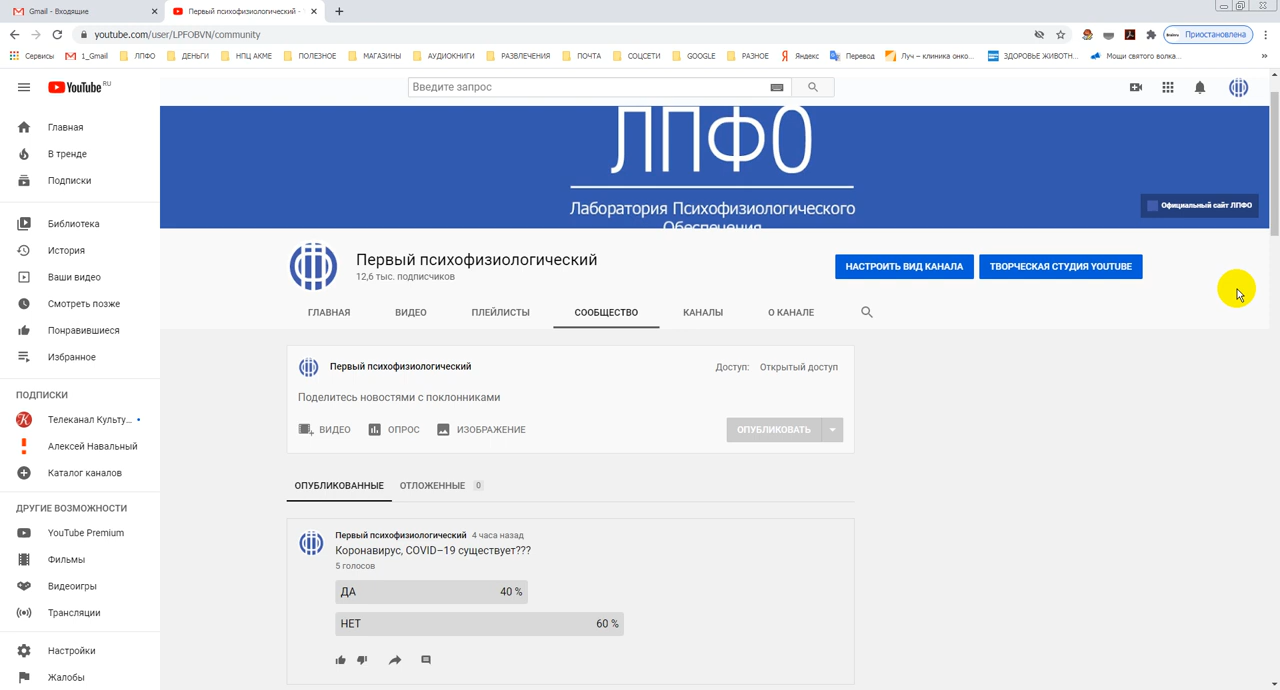 Gmail - Входящие
Первый психофизиологический -
youtube.com/user/LPFOBVN/community
Приостановлена
Сервисы
1_Gmail
ЛПФО
ДЕНЬГИ
НПЦ АКМЕ
ПОЛЕЗНОЕ
МАГАЗИНЫ
АУДИОКНИГИ
РАЗВЛЕЧЕНИЯ
ПОЧТА
СОЦСЕТИ
GOOGLE
РАЗНОЕ
Яндекс
Перевод
Луч – клиника онко...
ЗДОРОВЬЕ ЖИВОТН...
Мощи святого волка...
YouTube RU
Введите запрос
Главная
В тренде
Подписки
Библиотека
История
Ваши видео
Смотреть позже
Понравившиеся
Избранное
ПОДПИСКИ
Телеканал Культу...
Алексей Навальный
Каталог каналов
ДРУГИЕ ВОЗМОЖНОСТИ
YouTube Premium
Фильмы
Видеоигры
Трансляции
Настройки
Жалобы
ЛПФО
Лаборатория Психофизиологического
Обеспечения
Официальный сайт ЛПФО
Первый психофизиологический
12,6 тыс. подписчиков
НАСТРОИТЬ ВИД КАНАЛА
ТВОРЧЕСКАЯ СТУДИЯ YOUTUBE
ГЛАВНАЯ
ВИДЕО
ПЛЕЙЛИСТЫ
СООБЩЕСТВО
КАНАЛЫ
О КАНАЛЕ
Первый психофизиологический
Доступ: Открытый доступ
Поделитесь новостями с поклонниками
ВИДЕО
ОПРОС
ИЗОБРАЖЕНИЕ
ОПУБЛИКОВАТЬ
ОПУБЛИКОВАННЫЕ
ОТЛОЖЕННЫЕ 0
Первый психофизиологический 4 часа назад
Коронавирус, COVID–19 существует???
5 голосов
ДА 40 %
НЕТ 60 %